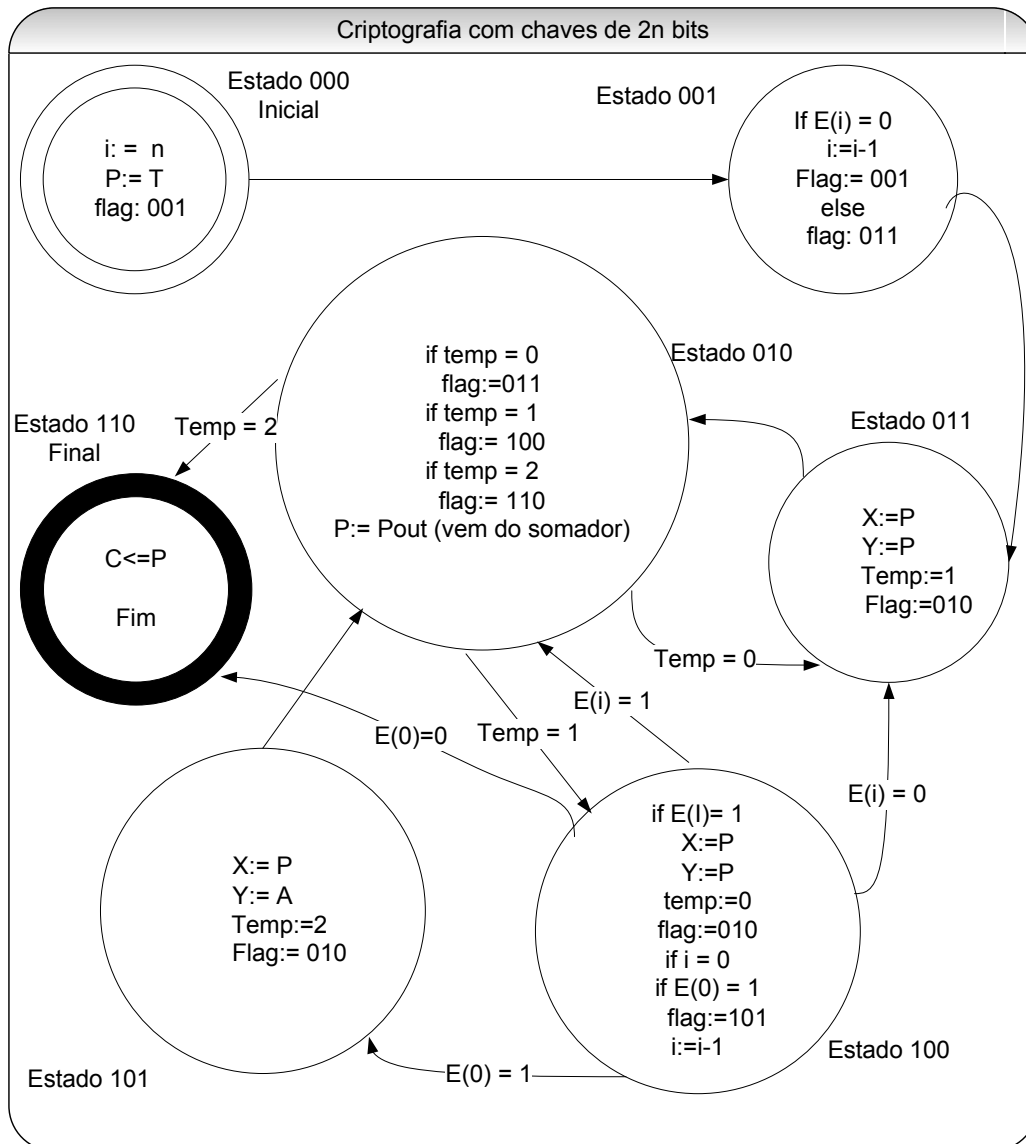 Criptografia com chaves de 2n bits
Estado 000
Inicial
i: = n
P:= T
flag: 001
Estado 001
If E(i) = 0
i:=i-1
Flag:= 001
else
flag: 011
Estado 010
if temp = 0
flag:=011
if temp = 1
flag:= 100
if temp = 2
flag:= 110
P:= Pout (vem do somador)
Temp = 2
Estado 110
Final
C<=P
Fim
Estado 011
X:=P
Y:=P
Temp:=1
Flag:=010
Temp = 0
E(i) = 1
Temp = 1
E(0)=0
E(i) = 0
X:= P
Y:= A
Temp:=2
Flag:= 010
Estado 101
if E(I)= 1
X:=P
Y:=P
temp:=0
flag:=010
if i = 0
if E(0) = 1
flag:=101
i:=i-1
Estado 100
E(0) = 1